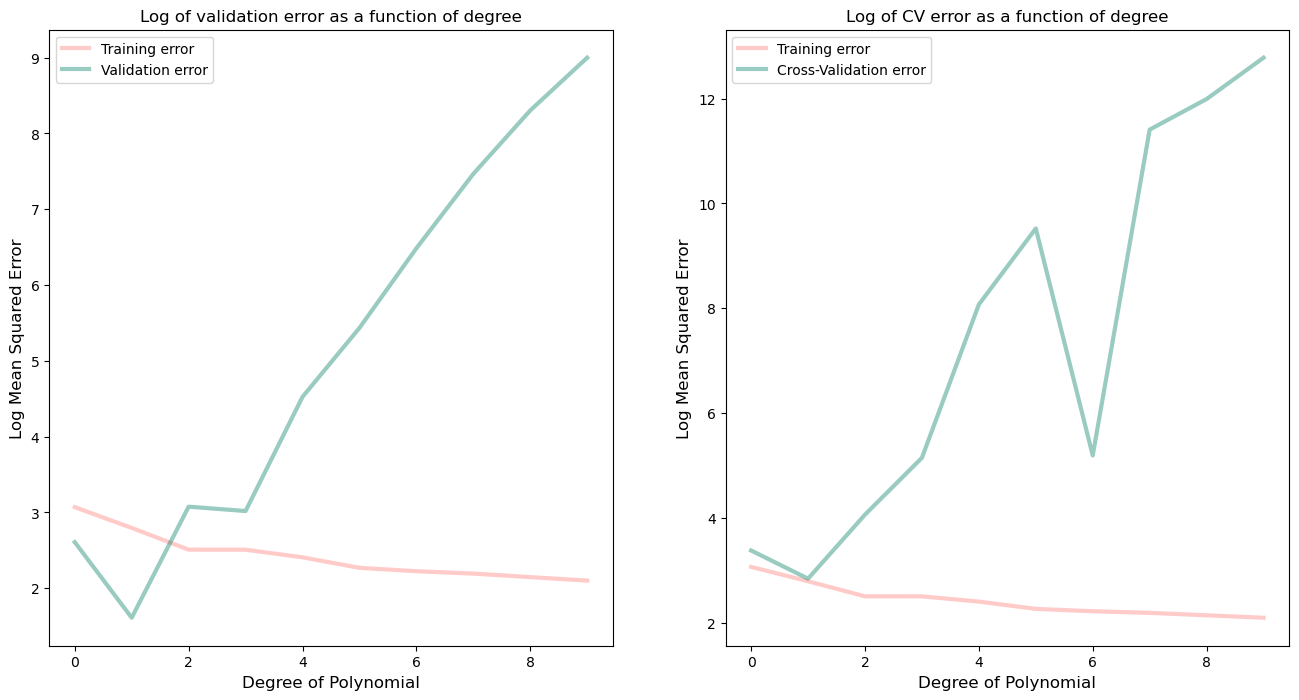 Log of validation error as a function of degree
Training error
Validation error
9
8
7
6
5
4
3
2
Log Mean Squared Error
0 2 4 6 8
Degree of Polynomial
Log of CV error as a function of degree
Training error
Cross-Validation error
12
10
8
6
4
2
Log Mean Squared Error
0 2 4 6 8
Degree of Polynomial